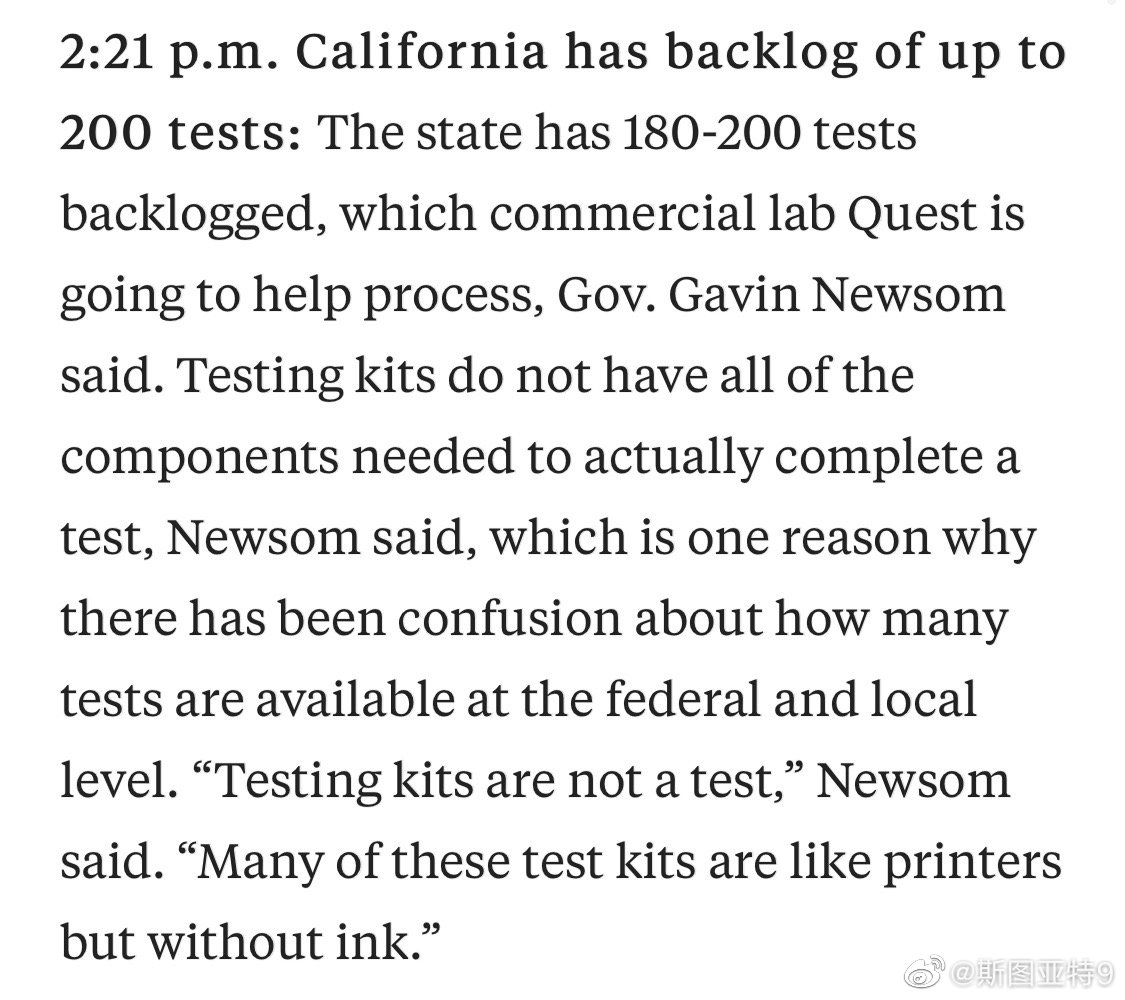 2:21 p.m. California has backlog of up to
200 tests: The state has 180-200 tests
backlogged, which commercial lab Quest is
going to help process, Gov. Gavin Newsom
said. Testing kits do not have all of the
components needed to actually complete a
test, Newsom said, which is one reason why
there has been confusion about how many
tests are available at the federal and local
level. “Testing kits are not a test,” Newsom
said. “Many of these test kits are like printers
but without ink.”
@斯图亚特9